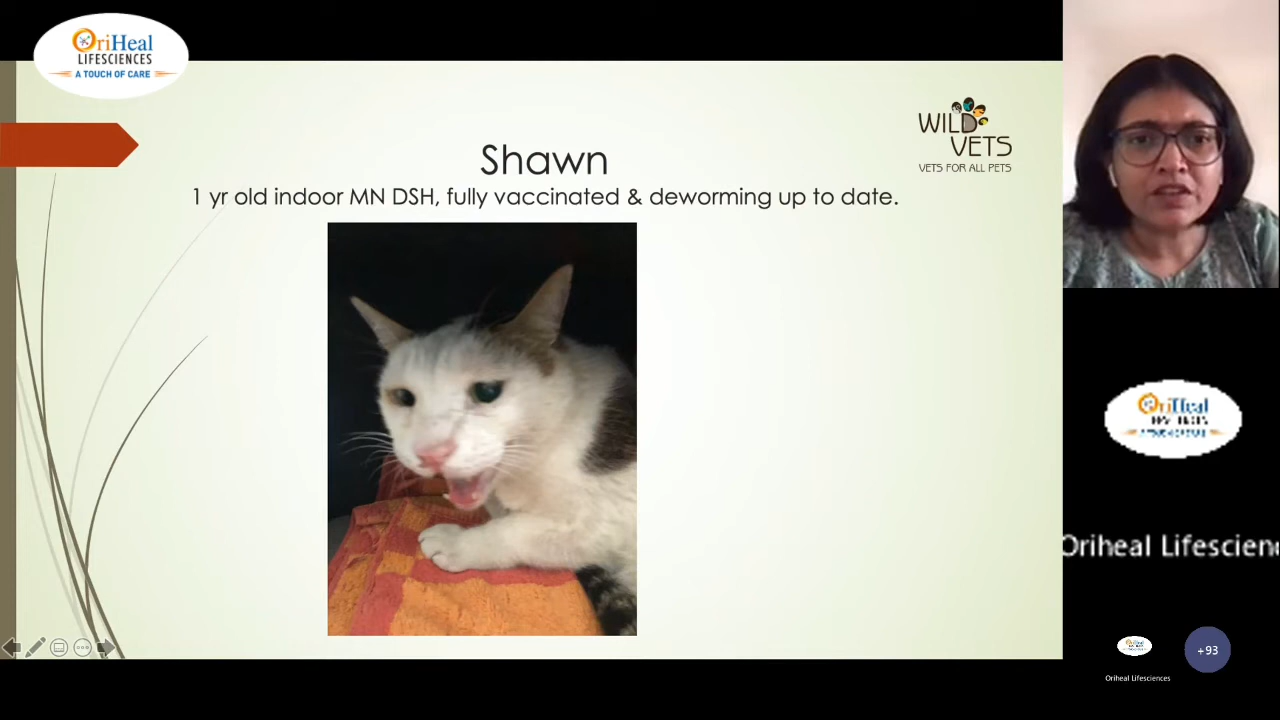 OriHeal
LIFESCIENCES
A TOUCH OF CARE
WILD
VETS
VETS FOR ALL PETS
Shawn
1 yr old indoor MN DSH, fully vaccinated & deworming up to date.
OriHeal
Oriheal Lifescien
+93
Oriheal Lifesciences